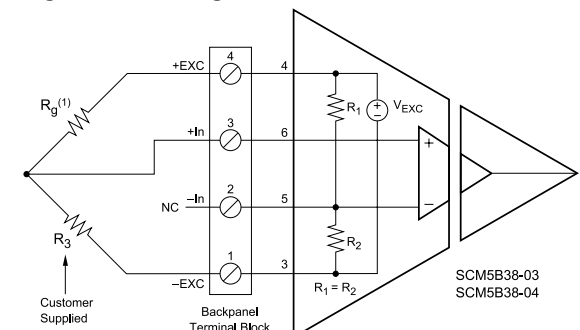 +EXC
4
4
Rg(1)
R1
VEXC
+In
3
6
+
NC
–In
2
5
–
R3
R2
1
3
–EXC
R1 = R2
SCM5B38-03
SCM5B38-04
Customer
Supplied
Backpanel
Terminal Block